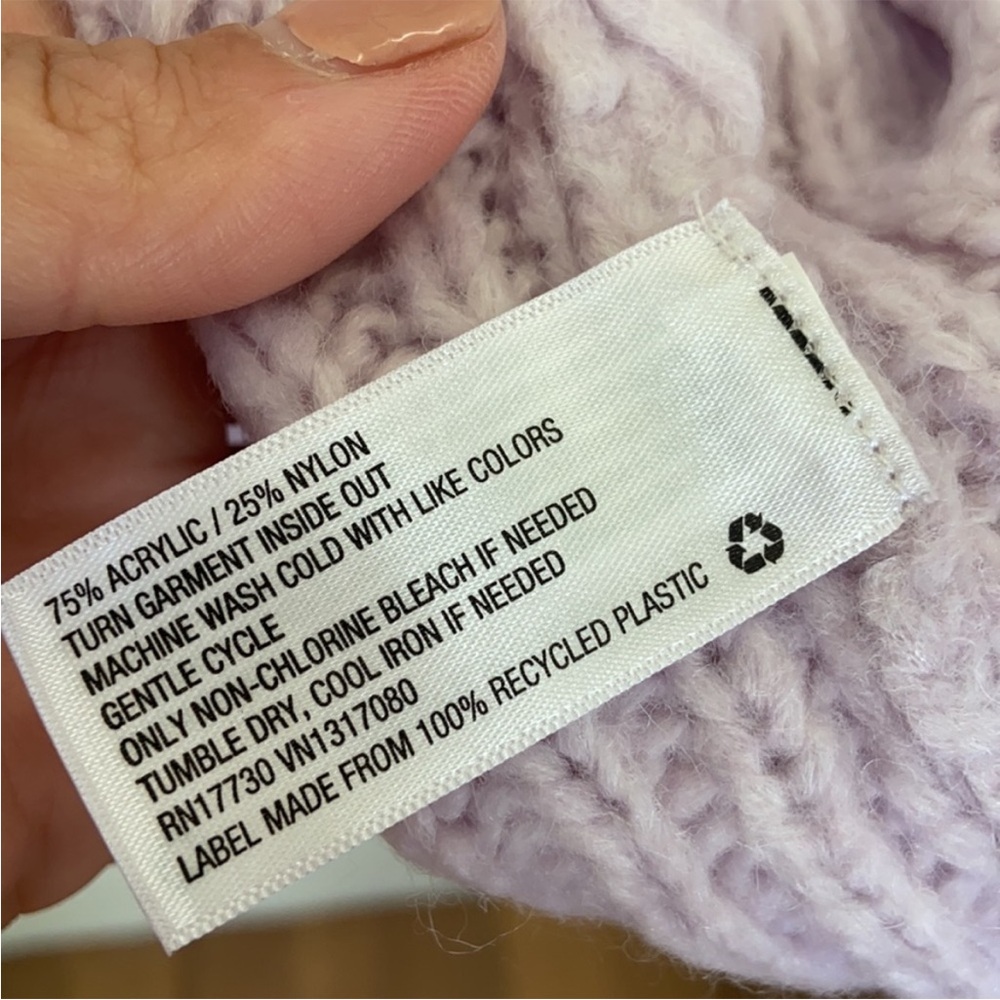 75% ACRYLIC / 25% NYLON
TURN GARMENT INSIDE OUT
MACHINE WASH COLD WITH LIKE COLORS
GENTLE CYCLE
ONLY NON-CHLORINE BLEACH IF NEEDED
TUMBLE DRY, COOL IRON IF NEEDED
RN17730 VN1317080
LABEL MADE FROM 100% RECYCLED PLASTIC